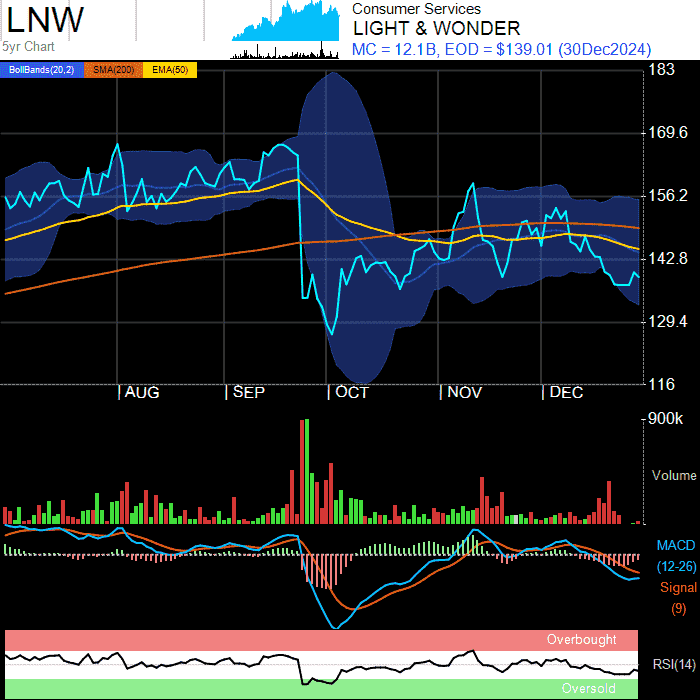 LNW
5yr Chart
Consumer Services
LIGHT & WONDER
MC = 12.1B, EOD = $139.01 (30Dec2024)
BollBands(20,2) SMA(200) EMA(50)
183
169.6
156.2
142.8
129.4
116
AUG SEP OCT NOV DEC
900k
Volume
MACD
(12-26)
Signal
(9)
Overbought
RSI(14)
Oversold